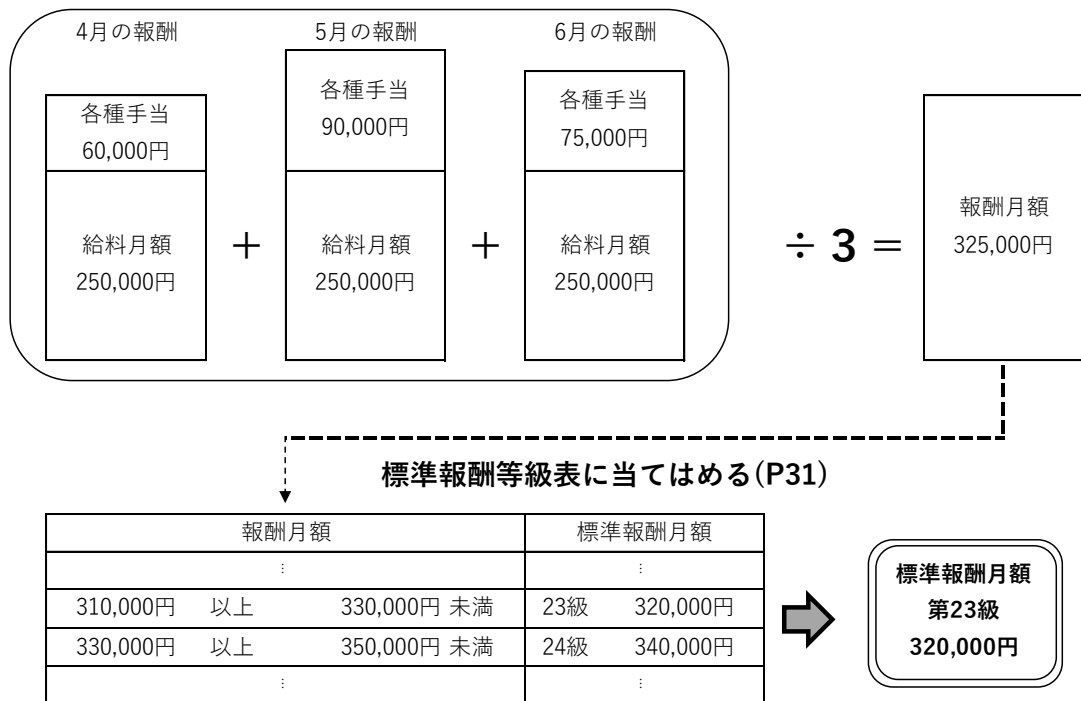 4月の報酬 5月の報酬 6月の報酬
各種手当
60,000円
各種手当
90,000円
各種手当
75,000円
給料月額
250,000円
＋
給料月額
250,000円
＋
給料月額
250,000円
÷ 3 ＝
報酬月額
325,000円
標準報酬等級表に当てはめる(P31)
報酬月額 標準報酬月額
⋮ ⋮
310,000円 以上 330,000円 未満 23級 320,000円
330,000円 以上 350,000円 未満 24級 340,000円
⋮ ⋮
標準報酬月額
第23級
320,000円